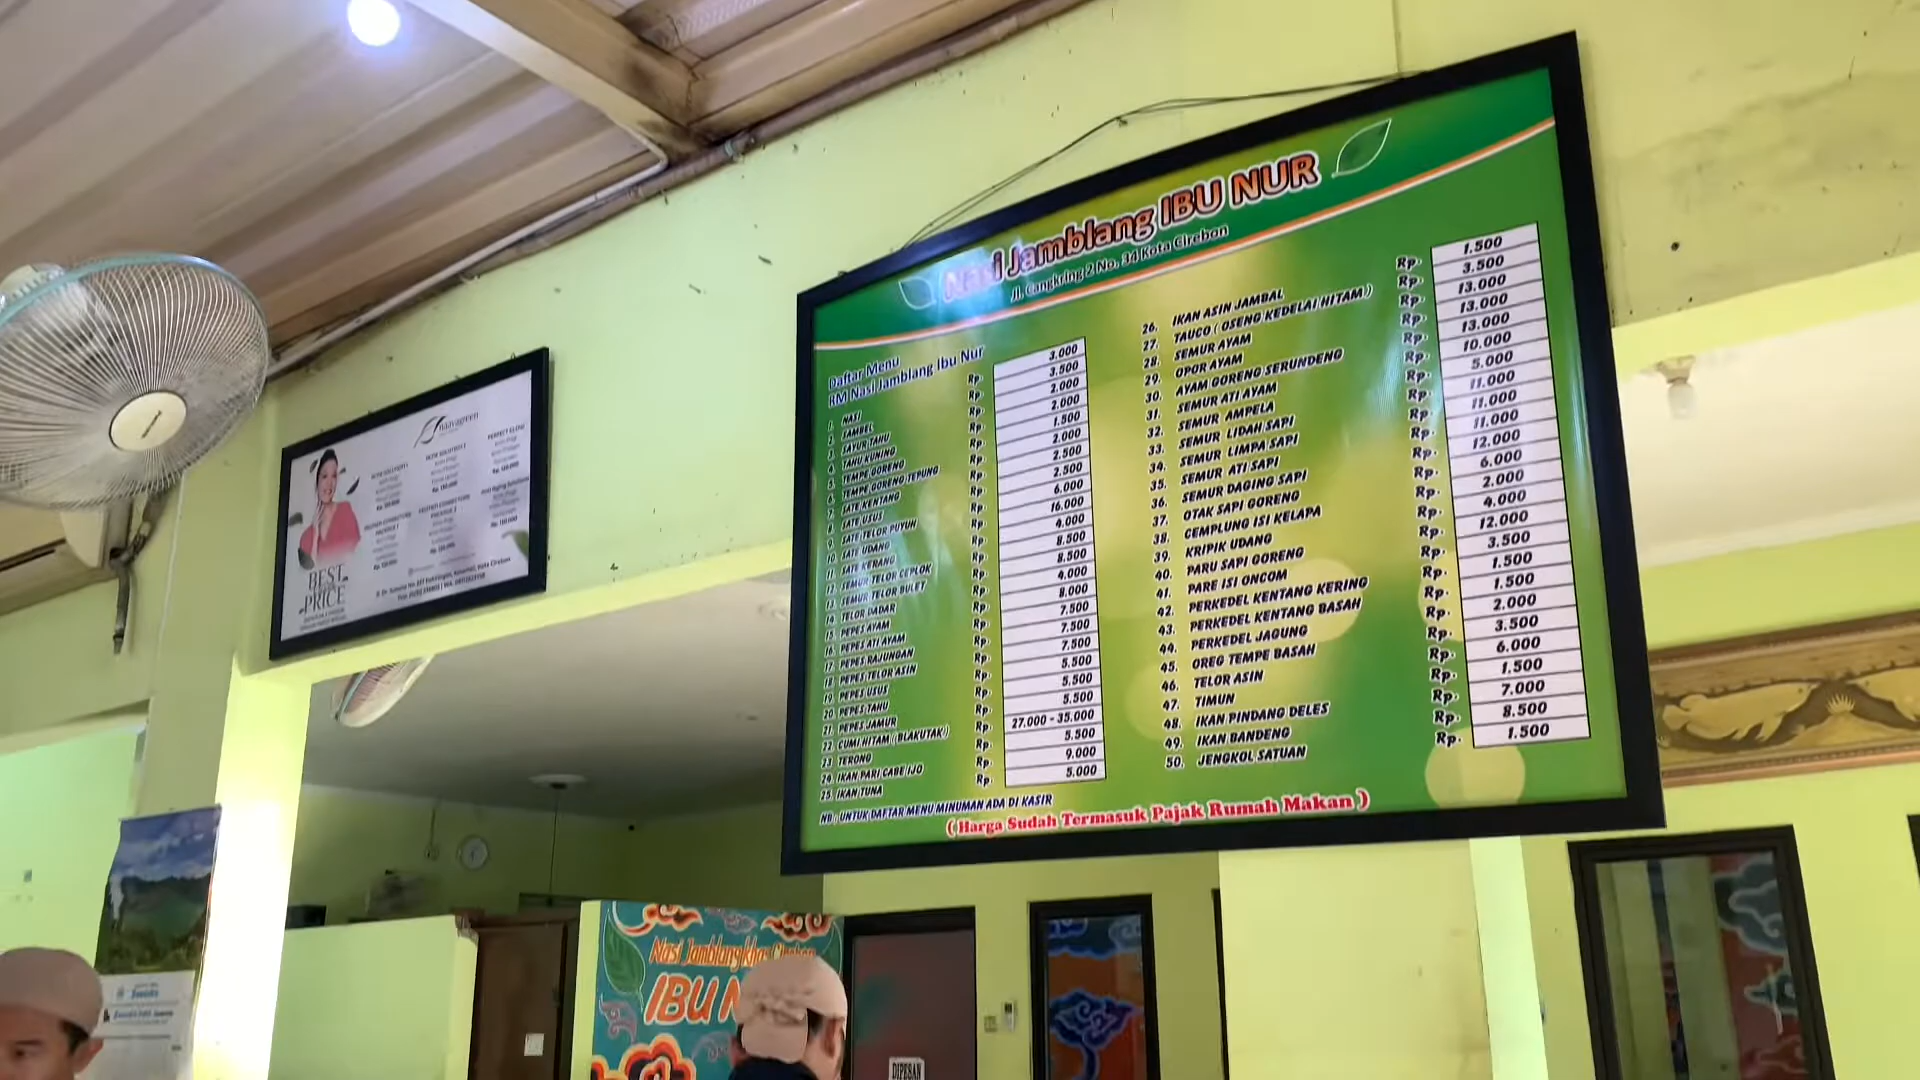 Nasi Jamblang IBU NUR
Jl. Cangkring 2 No. 34 Kota Cirebon
Daftar Menu
RM Nasi Jamblang Ibu Nur
1. NASI Rp. 3.000
2. SAMBEL Rp. 3.500
3. SAYUR TAHU Rp. 2.000
4. TAHU KUNING Rp. 2.000
5. TEMPE GORENG Rp. 1.500
6. TEMPE GORENG TEPUNG Rp. 2.000
7. SATE KENTANG Rp. 2.500
8. SATE USUS Rp. 2.500
9. SATE TELOR PUYUH Rp. 6.000
10. SATE UDANG Rp. 16.000
11. SATE KERANG Rp. 4.000
12. SEMUR TELOR CEPLOK Rp. 8.500
13. SEMUR TELOR BULET Rp. 8.500
14. TELOR DADAR Rp. 4.000
15. PEPES AYAM Rp. 8.000
16. PEPES ATI AYAM Rp. 7.500
17. PEPES RAJUNGAN Rp. 7.500
18. PEPES TELOR ASIN Rp. 7.500
19. PEPES USUS Rp. 5.500
20. PEPES TAHU Rp. 5.500
21. PEPES JAMUR Rp. 5.500
22. CUMI HITAM ( BLAKUTAK ) Rp. 27.000 - 35.000
23. TERONG Rp. 5.500
24. IKAN PARI CABE IJO Rp. 9.000
25. IKAN TUNA Rp. 5.000
26. IKAN ASIN JAMBAL Rp. 1.500
27. TAUCO ( OSENG KEDELAI HITAM ) Rp. 3.500
28. SEMUR AYAM Rp. 13.000
29. OPOR AYAM Rp. 13.000
30. AYAM GORENG SERUNDENG Rp. 13.000
31. SEMUR ATI AYAM Rp. 10.000
32. SEMUR AMPELA Rp. 5.000
33. SEMUR LIDAH SAPI Rp. 11.000
34. SEMUR LIMPA SAPI Rp. 11.000
35. SEMUR ATI SAPI Rp. 11.000
36. SEMUR DAGING SAPI Rp. 12.000
37. OTAK SAPI GORENG Rp. 6.000
38. CEMPLUNG ISI KELAPA Rp. 2.000
39. KRIPIK UDANG Rp. 4.000
40. PARU SAPI GORENG Rp. 12.000
41. PARE ISI ONCOM Rp. 3.500
42. PERKEDEL KENTANG KERING Rp. 1.500
43. PERKEDEL KENTANG BASAH Rp. 1.500
44. PERKEDEL JAGUNG Rp. 2.000
45. OREG TEMPE BASAH Rp. 3.500
46. TELOR ASIN Rp. 6.000
47. TIMUN Rp. 1.500
48. IKAN PINDANG DELES Rp. 7.000
49. IKAN BANDENG Rp. 8.500
50. JENGKOL SATUAN Rp. 1.500
NB : UNTUK DAFTAR MENU MINUMAN ADA DI KASIR
( Harga Sudah Termasuk Pajak Rumah Makan )
naavagreen
BEST
PRICE
PERFECT GLOW
Nasi Jamblang khas Cirebon
IBU N
DIPESAN